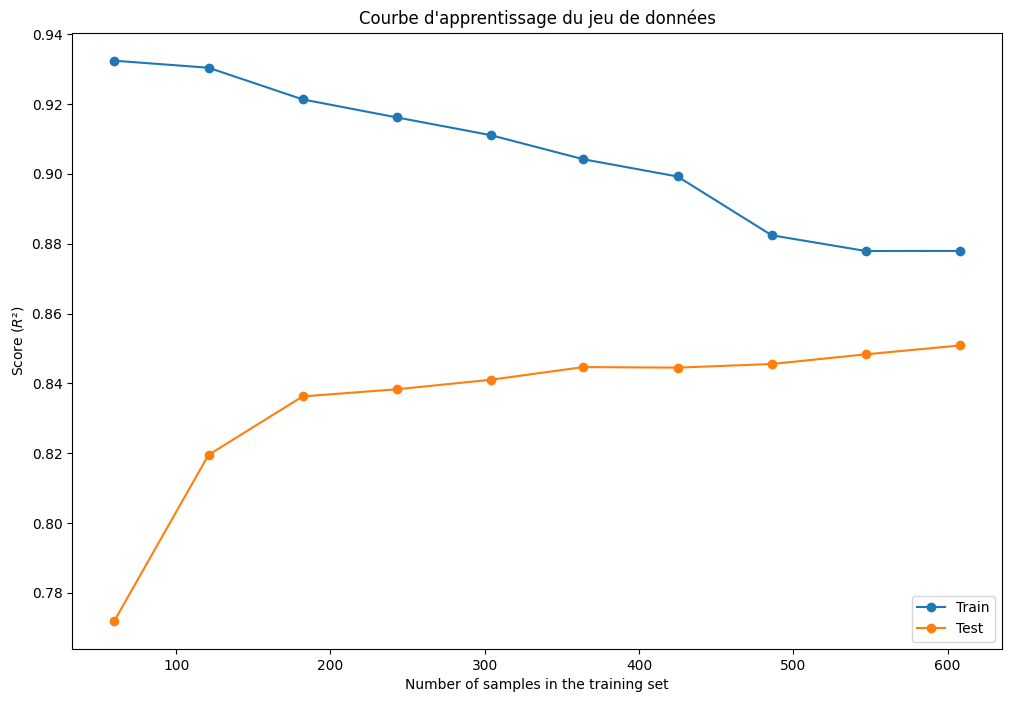 Courbe d'apprentissage du jeu de données
0.94
0.92
0.90
0.88
0.86
0.84
0.82
0.80
0.78
Score (R²)
100 200 300 400 500 600
Number of samples in the training set
Train
Test